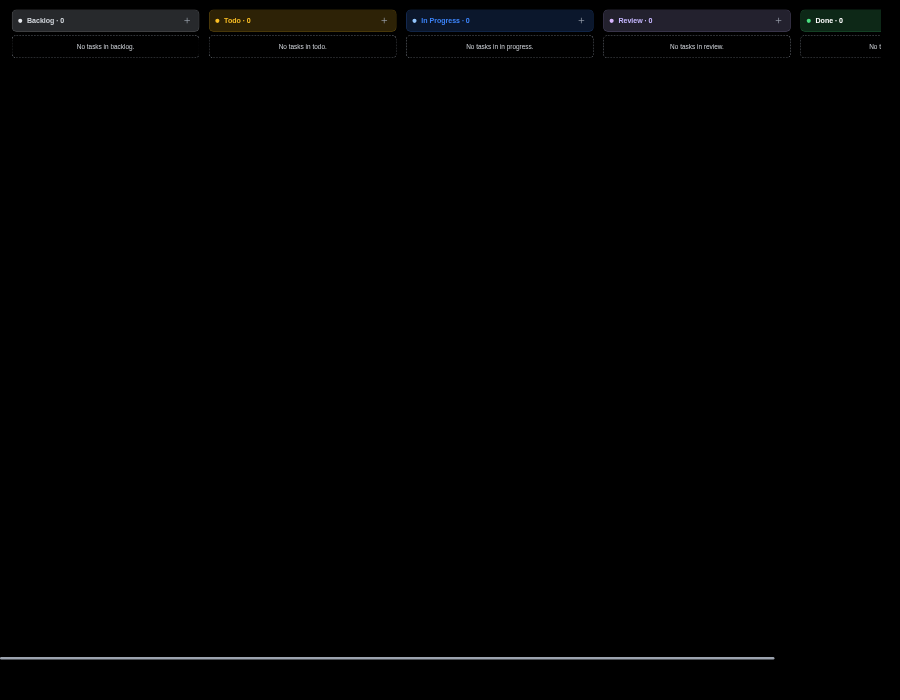 Backlog · 0
Todo · 0
In Progress · 0
Review · 0
Done · 0
No tasks in backlog.
No tasks in todo.
No tasks in in progress.
No tasks in review.
No